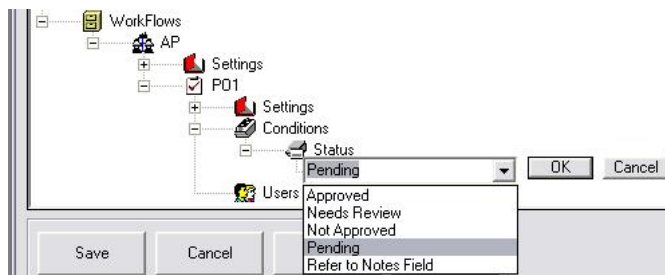 WorkFlows
AP
Settings
PO1
Settings
Conditions
Status
Pending OK Cancel
Users Approved
Needs Review
Not Approved
Pending
Refer to Notes Field
Save Cancel